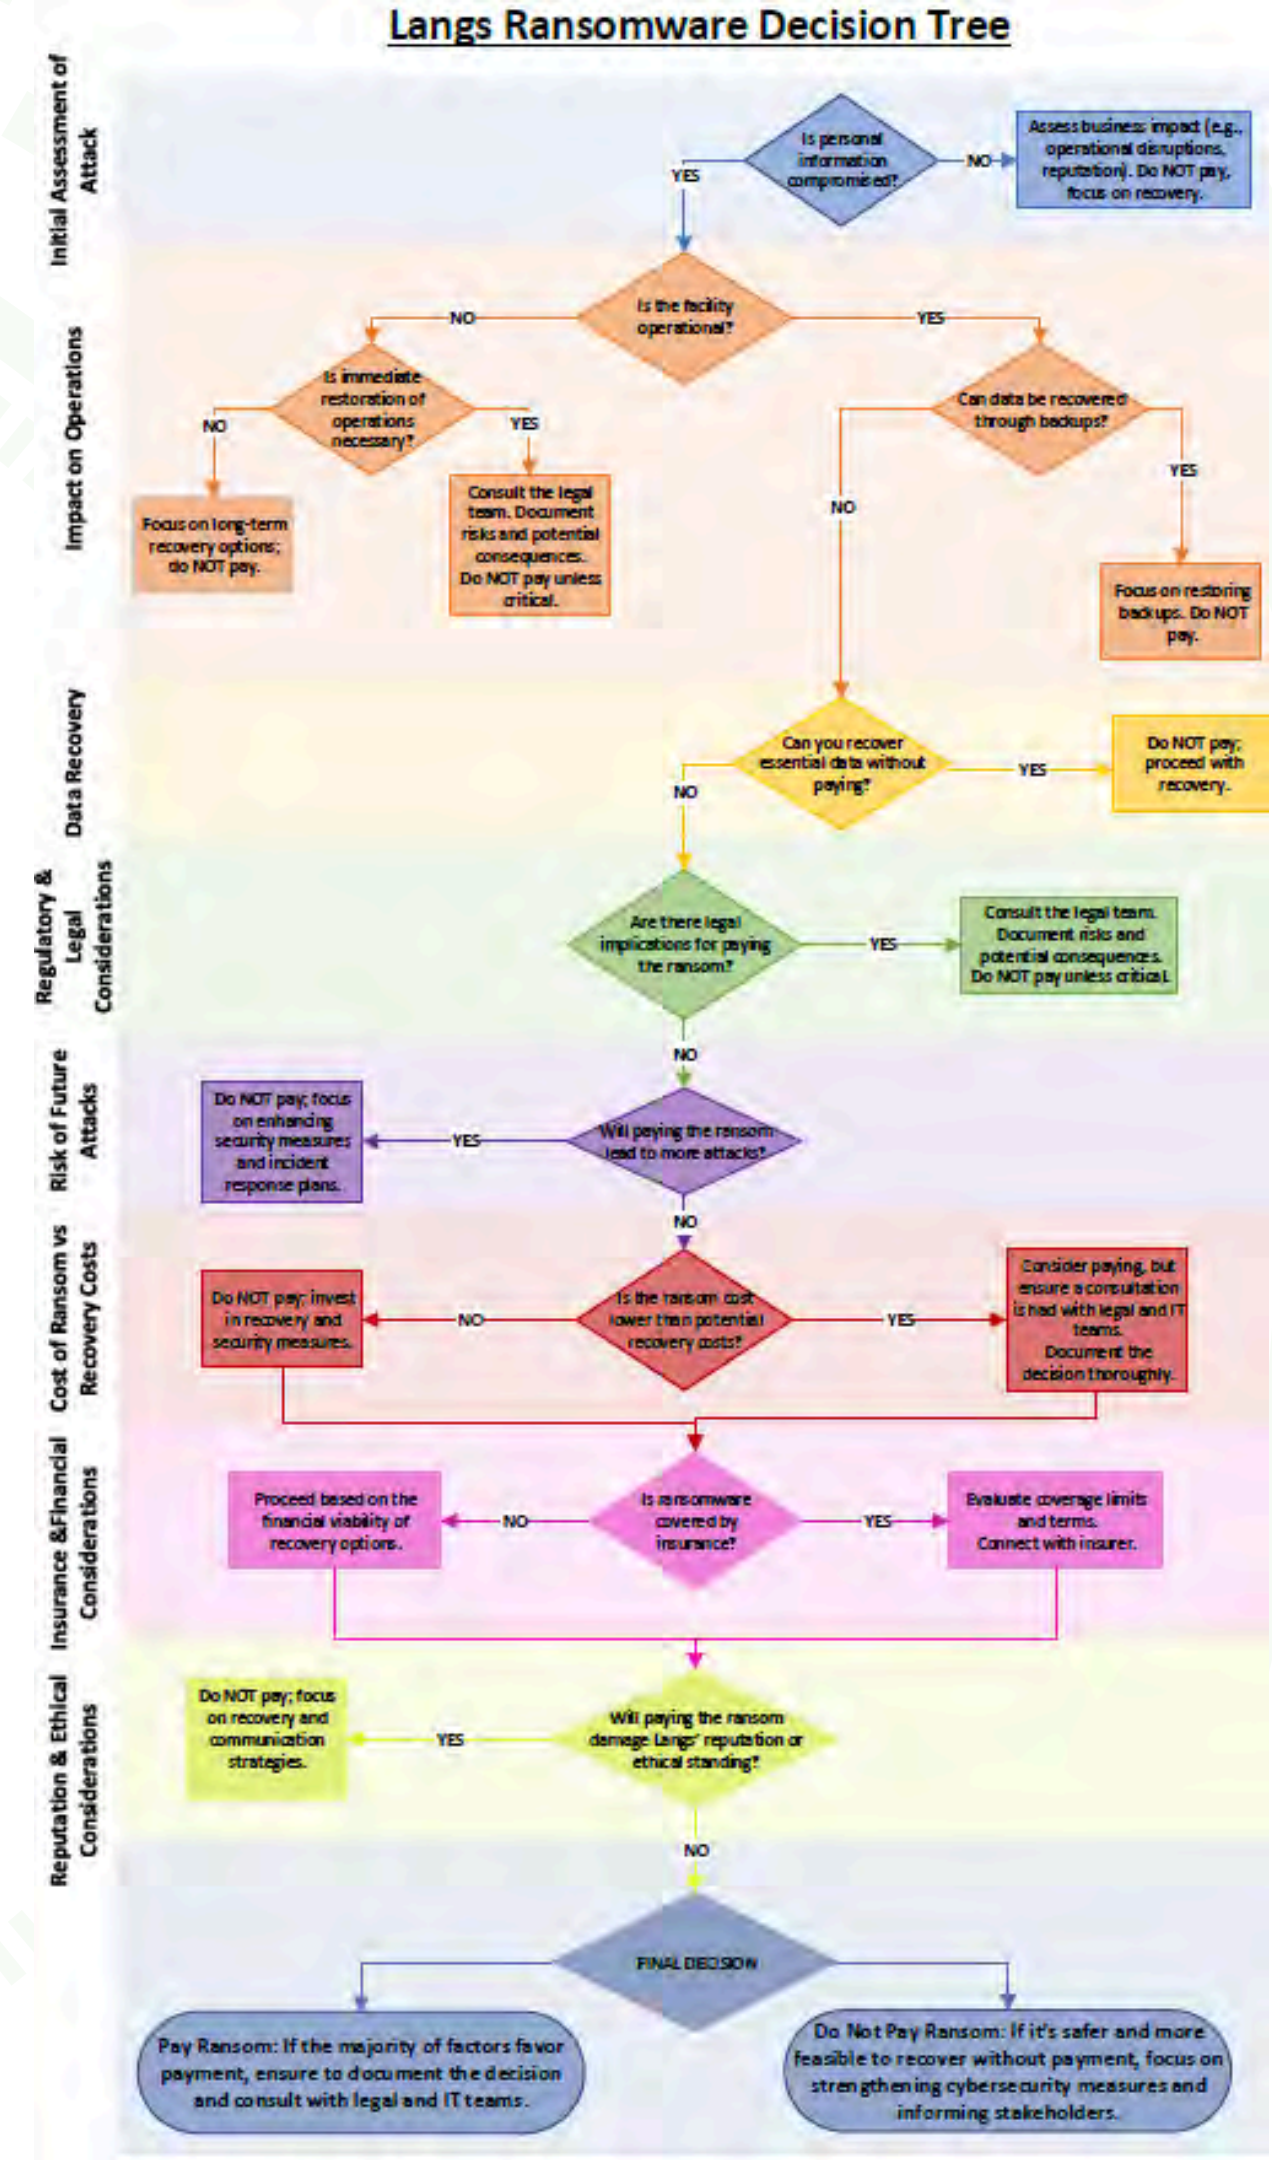 Langs Ransomware Decision Tree
Initial Assessment of
Attack
Is personal
information
compromised?
YES
NO
Assess business impact (e.g.,
operational disruptions,
reputation). Do NOT pay,
focus on recovery.
Impact on Operations
Is the facility
operational?
NO
YES
Is immediate
restoration of
operations
necessary?
NO
YES
Can data be recovered
through backups?
NO
YES
Focus on long-term
recovery options;
do NOT pay.
Consult the legal
team. Document
risks and potential
consequences.
Do NOT pay unless
critical.
Focus on restoring
backups. Do NOT
pay.
Data Recovery
Can you recover
essential data without
paying?
NO
YES
Do NOT pay;
proceed with
recovery.
Regulatory &
Legal
Considerations
Are there legal
implications for paying
the ransom?
YES
Consult the legal team.
Document risks and
potential consequences.
Do NOT pay unless critical.
NO
Risk of Future
Attacks
Do NOT pay; focus
on enhancing
security measures
and incident
response plans.
YES
Will paying the ransom
lead to more attacks?
NO
Cost of Ransom vs
Recovery Costs
Do NOT pay; invest
in recovery and
security measures.
NO
Is the ransom cost
lower than potential
recovery costs?
YES
Consider paying, but
ensure a consultation
is had with legal and IT
teams.
Document the
decision thoroughly.
Insurance &Financial
Considerations
Proceed based on the
financial viability of
recovery options.
NO
Is ransomware
covered by
insurance?
YES
Evaluate coverage limits
and terms.
Connect with insurer.
Reputation & Ethical
Considerations
Do NOT pay; focus
on recovery and
communication
strategies.
YES
Will paying the ransom
damage Langs' reputation or
ethical standing?
NO
FINAL DECISION
Pay Ransom: If the majority of factors favor
payment, ensure to document the decision
and consult with legal and IT teams.
Do Not Pay Ransom: If it's safer and more
feasible to recover without payment, focus on
strengthening cybersecurity measures and
informing stakeholders.